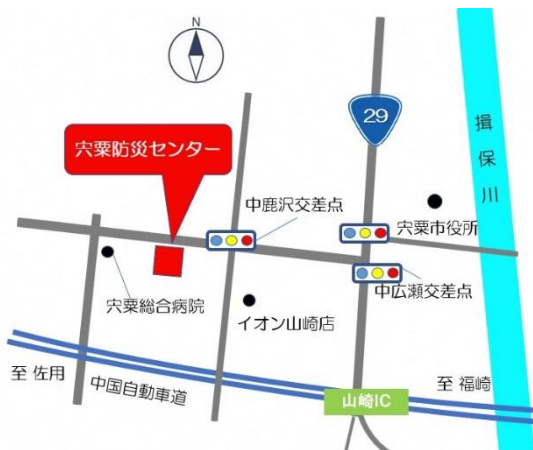 N
29
宍粟防災センター
揖保川
中鹿沢交差点
宍粟市役所
宍粟総合病院
イオン山崎店
中広瀬交差点
至 佐用
中国自動車道
山崎IC
至 福崎